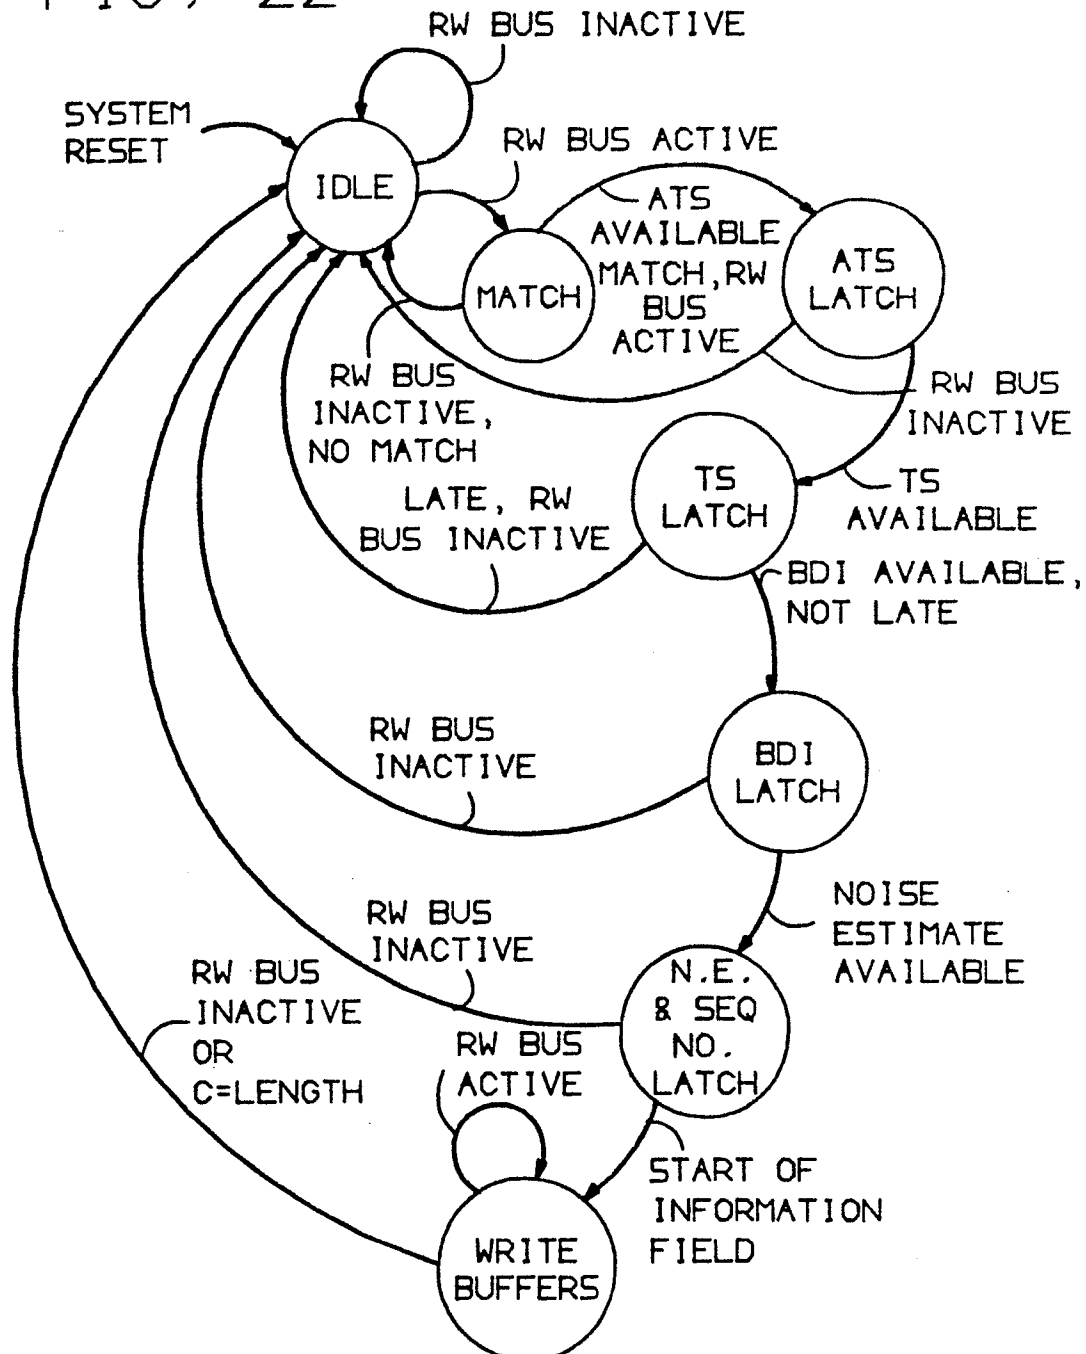 FIG. 22
RW BUS INACTIVE
SYSTEM
RESET
RW BUS ACTIVE
IDLE
ATS
AVAILABLE
MATCH, RW
BUS
ACTIVE
ATS
LATCH
MATCH
RW BUS
INACTIVE,
NO MATCH
RW BUS
INACTIVE
TS
LATCH
TS
AVAILABLE
LATE, RW
BUS INACTIVE
BDI AVAILABLE,
NOT LATE
RW BUS
INACTIVE
BDI
LATCH
NOISE
ESTIMATE
AVAILABLE
RW BUS
INACTIVE
RW BUS
INACTIVE
OR
C=LENGTH
N.E.
& SEQ
NO.
LATCH
RW BUS
ACTIVE
START OF
INFORMATION
FIELD
WRITE
BUFFERS